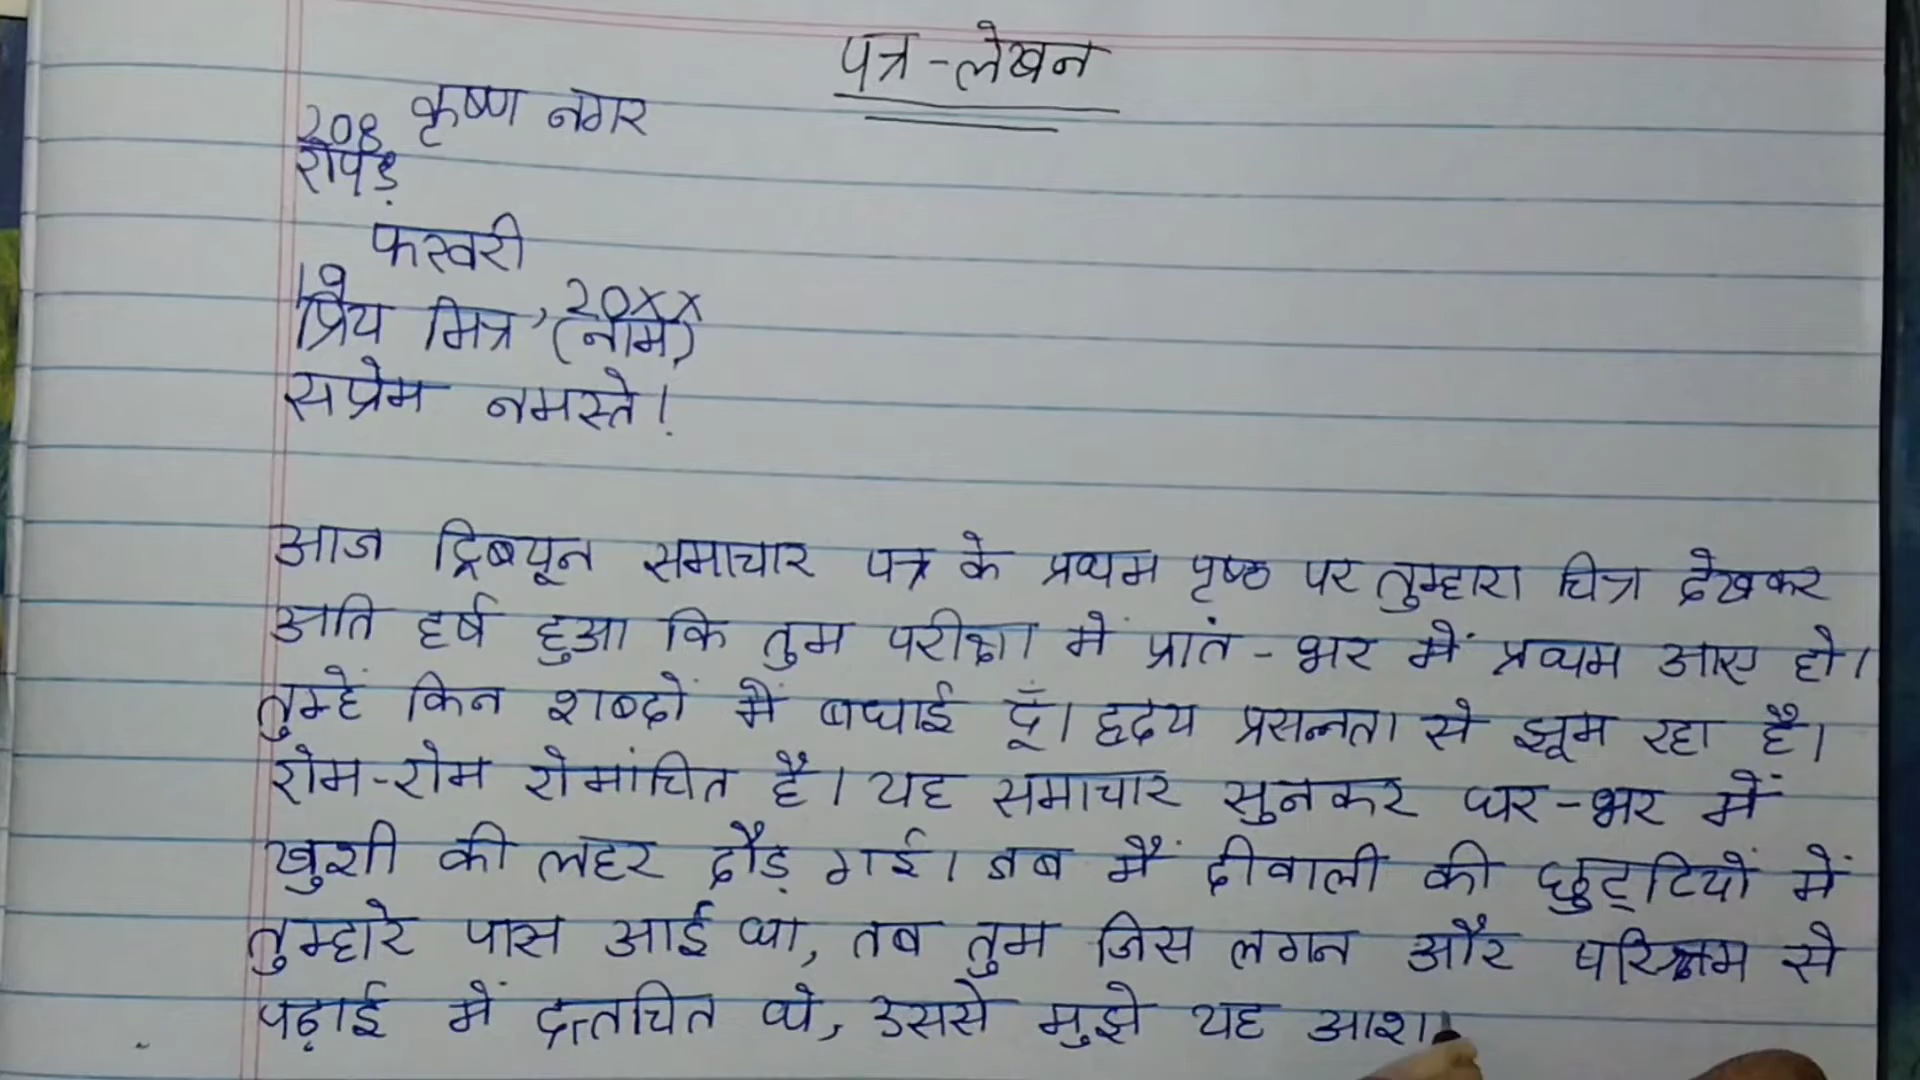 पत्र-लेखन
208 कृष्ण नगर
रोपड़
19 फरवरी 20xx
प्रिय मित्र, (नाम)
सप्रेम नमस्ते!
आज ट्रिबयून समाचार पत्र के प्रथम पृष्ठ पर तुम्हारा चित्र देखकर
अति हर्ष हुआ कि तुम परीक्षा में प्रांत-भर में प्रथम आए हो।
तुम्हें किन शब्दों में बधाई दूँ। हृदय प्रसन्नता से झूम रहा है।
रोम-रोम रोमांचित है। यह समाचार सुनकर घर-भर में
खुशी की लहर दौड़ गई। जब मैं दीवाली की छुट्टियों में
तुम्हारे पास आई था, तब तुम जिस लगन और परिश्रम से
पढ़ाई में दत्तचित थे, उससे मुझे यह आशा